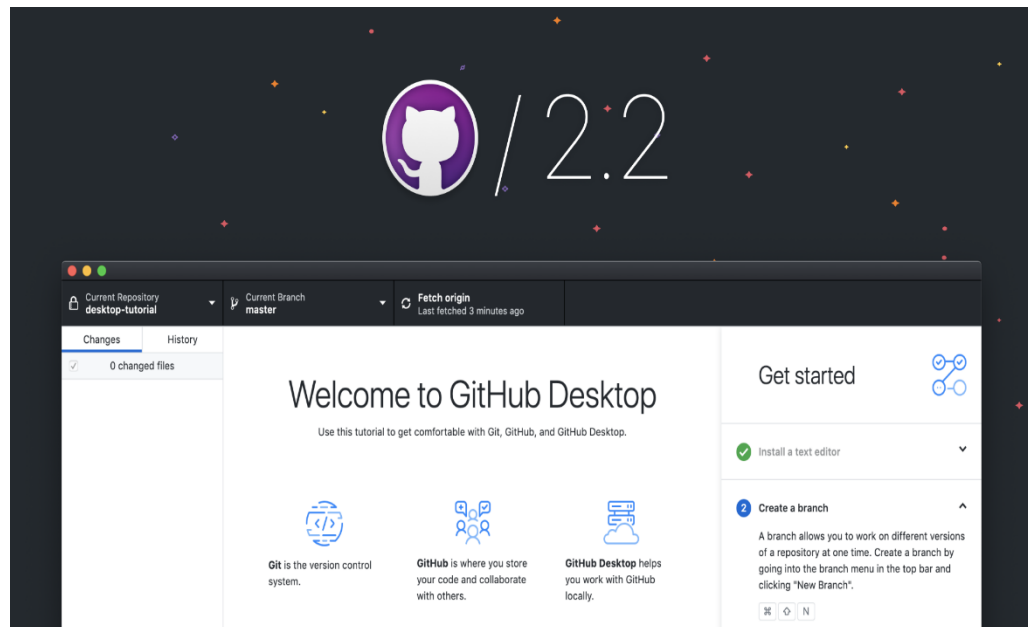 / 2.2
Current Repository
desktop-tutorial
Current Branch
master
Fetch origin
Last fetched 3 minutes ago
Changes
History
0 changed files
Welcome to GitHub Desktop
Use this tutorial to get comfortable with Git, GitHub, and GitHub Desktop.
Git is the version control
system.
GitHub is where you store
your code and collaborate
with others.
GitHub Desktop helps
you work with GitHub
locally.
Get started
Install a text editor
2 Create a branch
A branch allows you to work on different versions
of a repository at one time. Create a branch by
going into the branch menu in the top bar and
clicking "New Branch".
⌘ ⇧ N